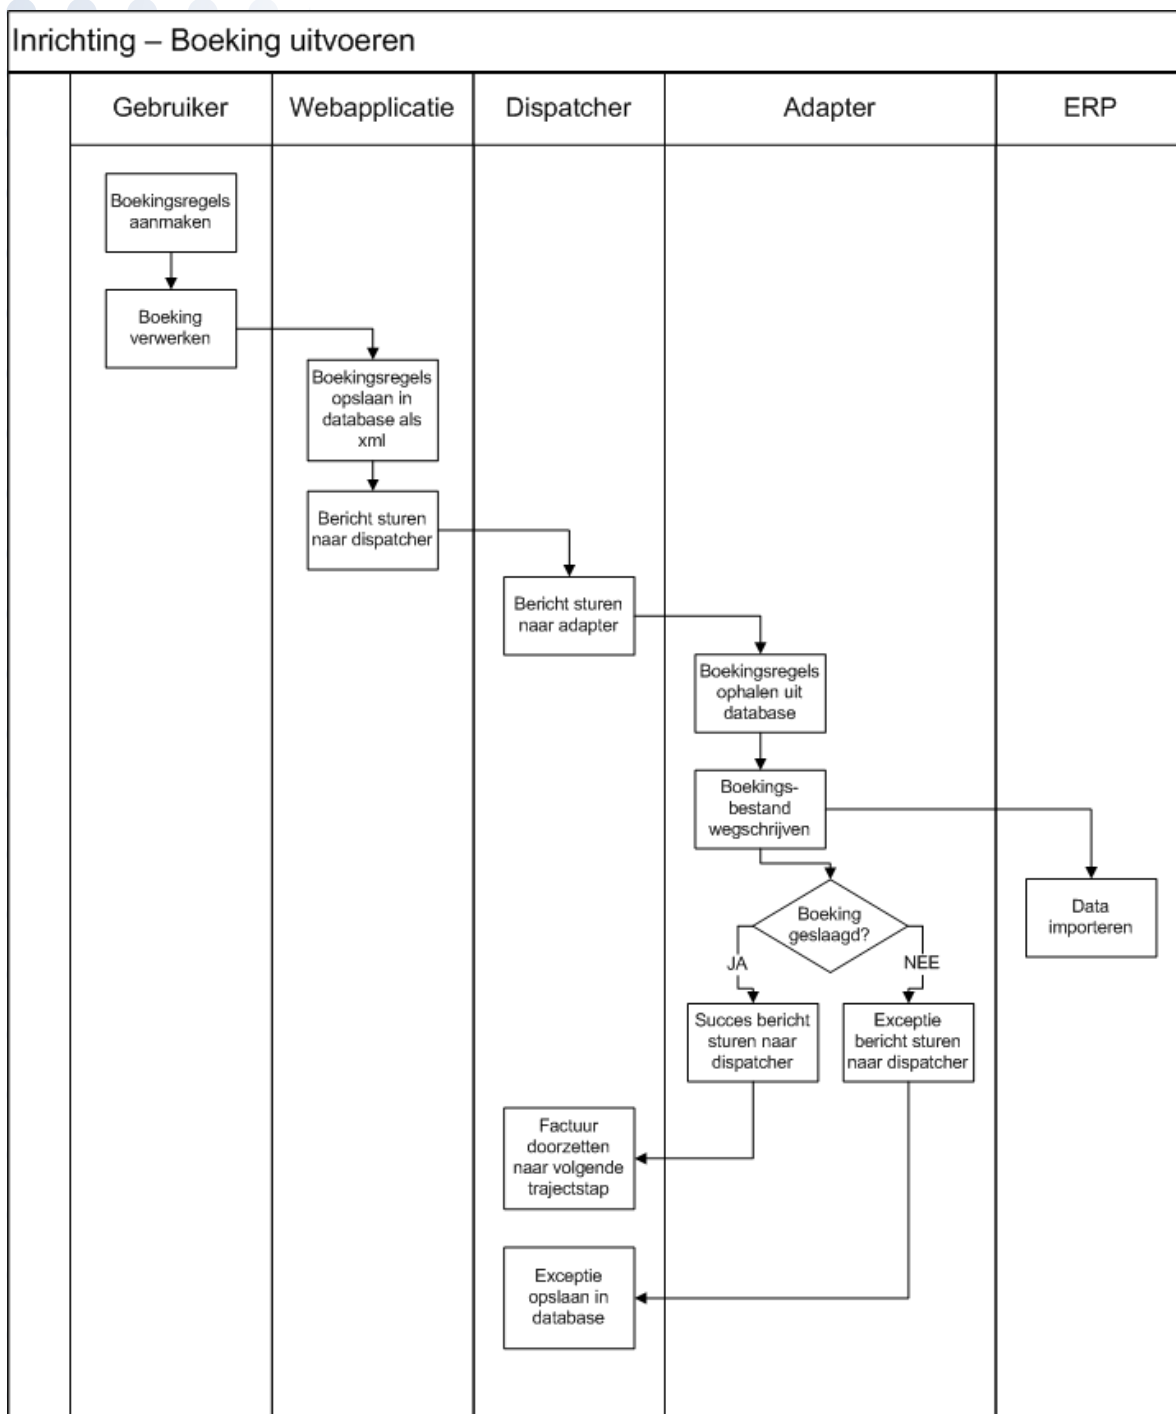 Inrichting – Boeking uitvoeren
Gebruiker
Webapplicatie
Dispatcher
Adapter
ERP
Boekingsregels
aanmaken
Boeking
verwerken
Boekingsregels
opslaan in
database als
xml
Bericht sturen
naar dispatcher
Bericht sturen
naar adapter
Boekingsregels
ophalen uit
database
Boekings-
bestand
wegschrijven
Data
importeren
Boeking
geslaagd?
JA
NEE
Succes bericht
sturen naar
dispatcher
Exceptie
bericht sturen
naar dispatcher
Factuur
doorzetten
naar volgende
trajectstap
Exceptie
opslaan in
database